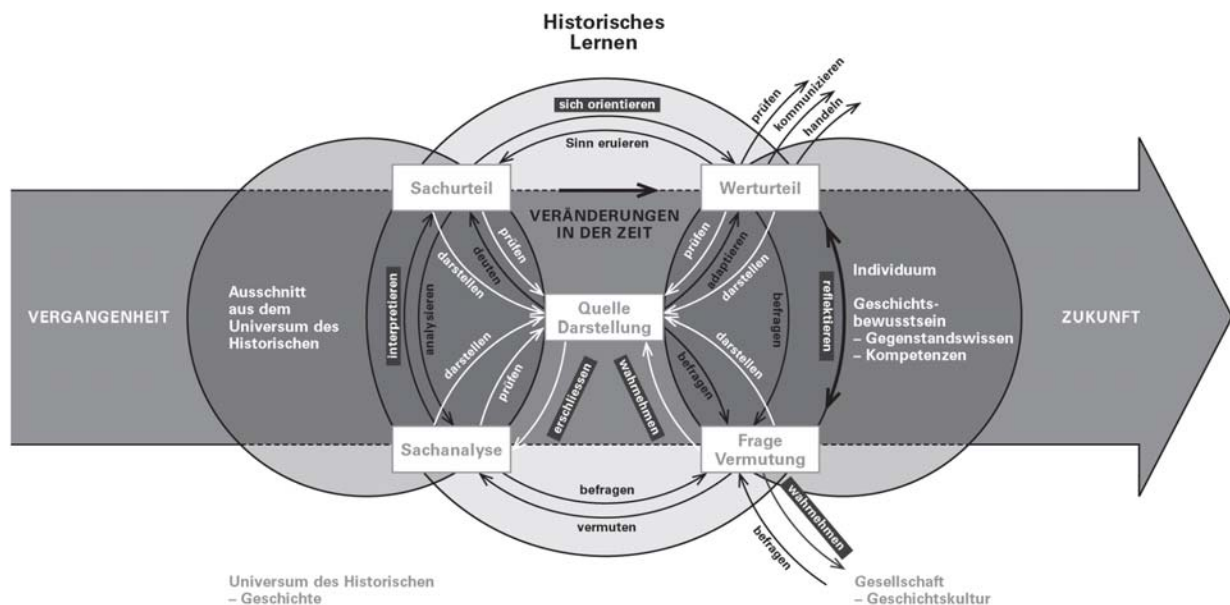 Historisches
Lernen
sich orientieren
Sinn eruieren
prüfen
kommunizieren
handeln
Sachurteil
Werturteil
VERÄNDERUNGEN
IN DER ZEIT
prüfen
deuten
darstellen
prüfen
adaptieren
darstellen
interpretieren
analysieren
befragen
reflektieren
VERGANGENHEIT
Ausschnitt
aus dem
Universum des
Historischen
Quelle
Darstellung
Individuum
Geschichts-
bewusstsein
– Gegenstandswissen
– Kompetenzen
ZUKUNFT
darstellen
prüfen
erschliessen
wahrnehmen
befragen
darstellen
Sachanalyse
Frage
Vermutung
befragen
vermuten
wahrnehmen
befragen
Universum des Historischen
– Geschichte
Gesellschaft
– Geschichtskultur